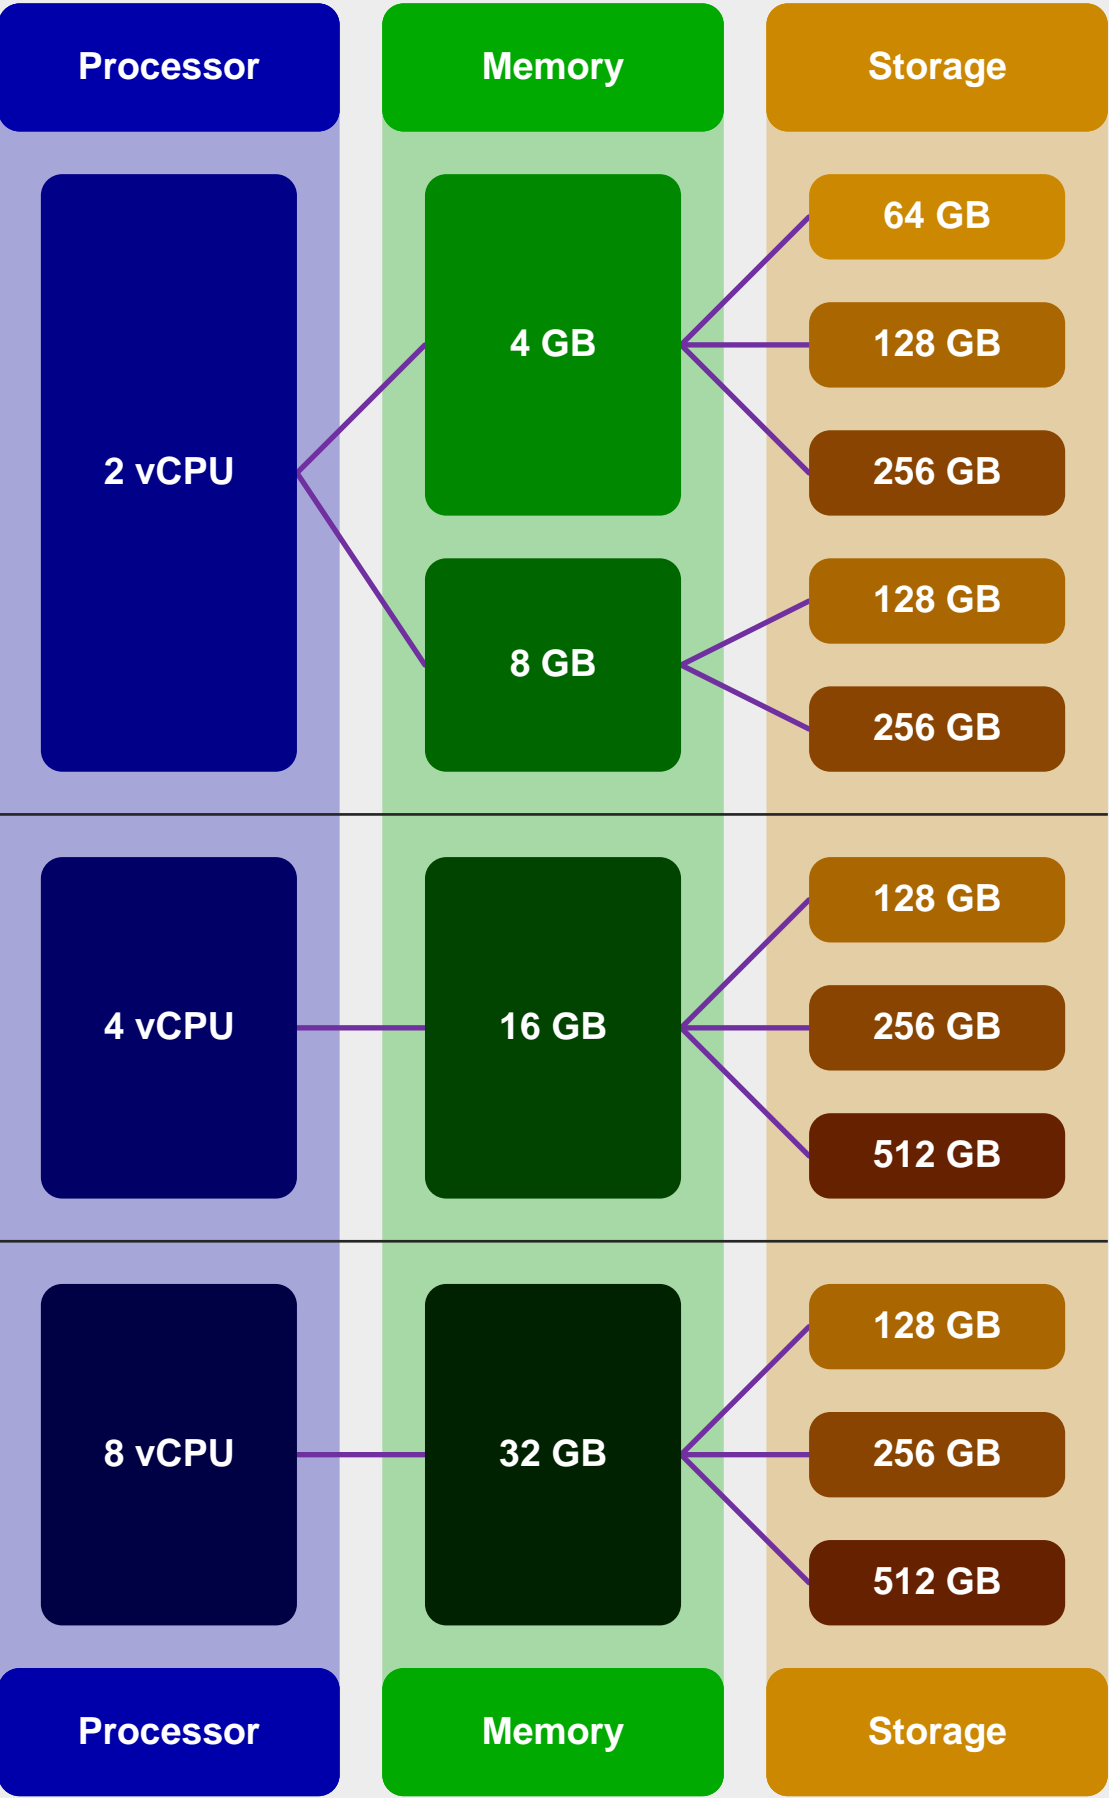 Processor
Memory
Storage
2 vCPU
4 GB
64 GB
128 GB
256 GB
8 GB
128 GB
256 GB
4 vCPU
16 GB
128 GB
256 GB
512 GB
8 vCPU
32 GB
128 GB
256 GB
512 GB
Processor
Memory
Storage